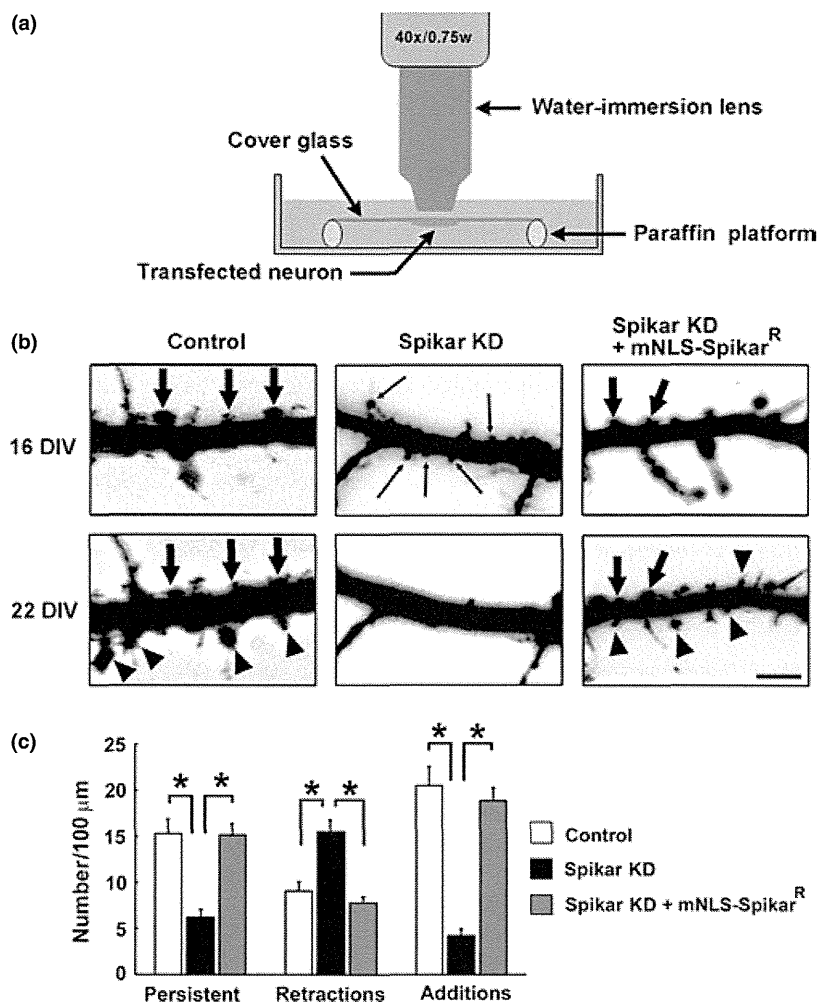 (a)
40x/0.75w
Water-immersion lens
Cover glass
Paraffin platform
Transfected neuron
(b)
Control
Spikar KD
Spikar KD
+ mNLS-Spikar^R
16 DIV
22 DIV
(c)
Number/100 μm
25
20
15
10
5
0
* * * * * *
Persistent Retractions Additions
Control
Spikar KD
Spikar KD + mNLS-Spikar^R